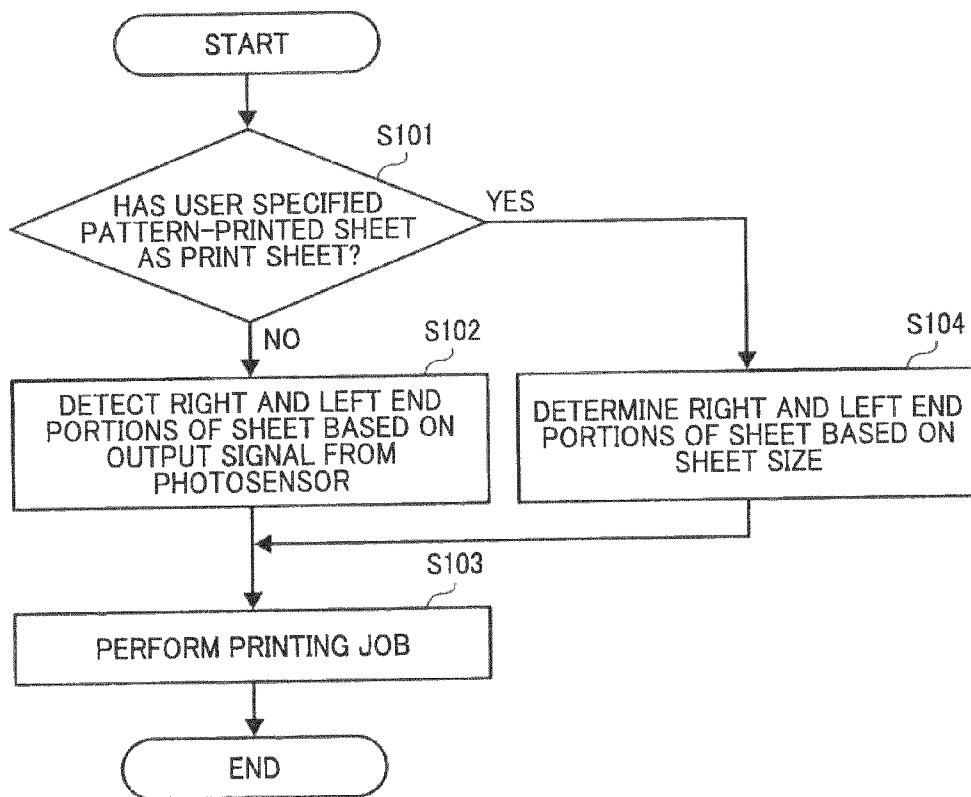 START
S101
HAS USER SPECIFIED
PATTERN-PRINTED SHEET
AS PRINT SHEET?
YES
NO
S102
DETECT RIGHT AND LEFT END
PORTIONS OF SHEET BASED ON
OUTPUT SIGNAL FROM
PHOTOSENSOR
S104
DETERMINE RIGHT AND LEFT END
PORTIONS OF SHEET BASED ON
SHEET SIZE
S103
PERFORM PRINTING JOB
END